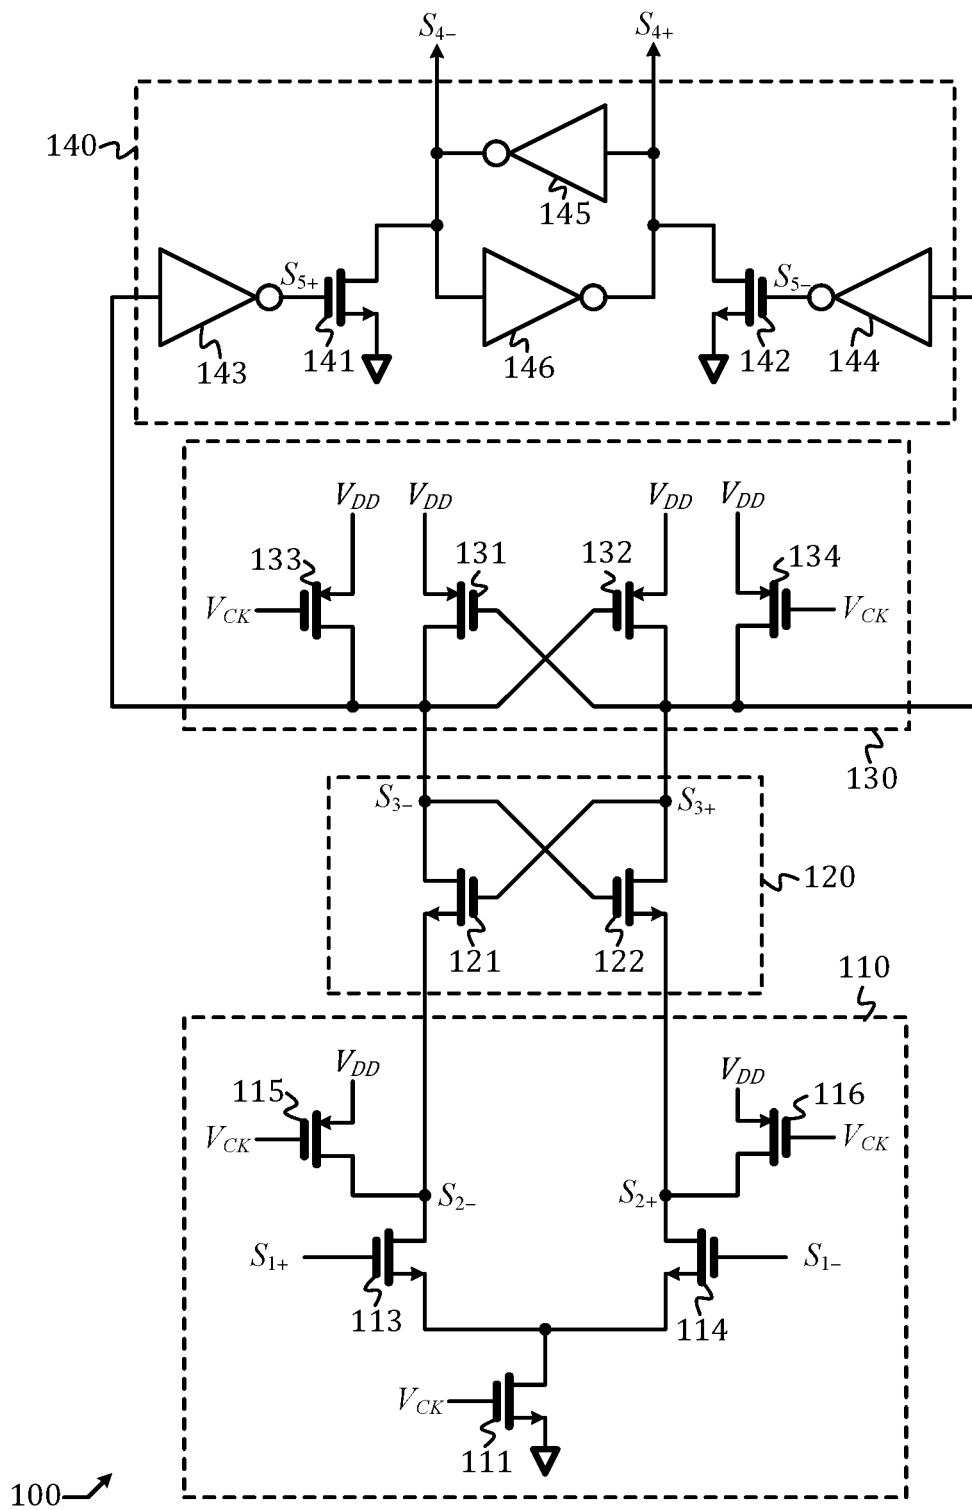 S4− S4+
140
145
S5+ S5−
143 141 146 142 144
VDD VDD VDD VDD
133 131 132 134
VCK VCK
130
S3− S3+
120
121 122
110
VDD VDD
115 116
VCK VCK
S2− S2+
S1+ S1−
113 114
VCK
111
100